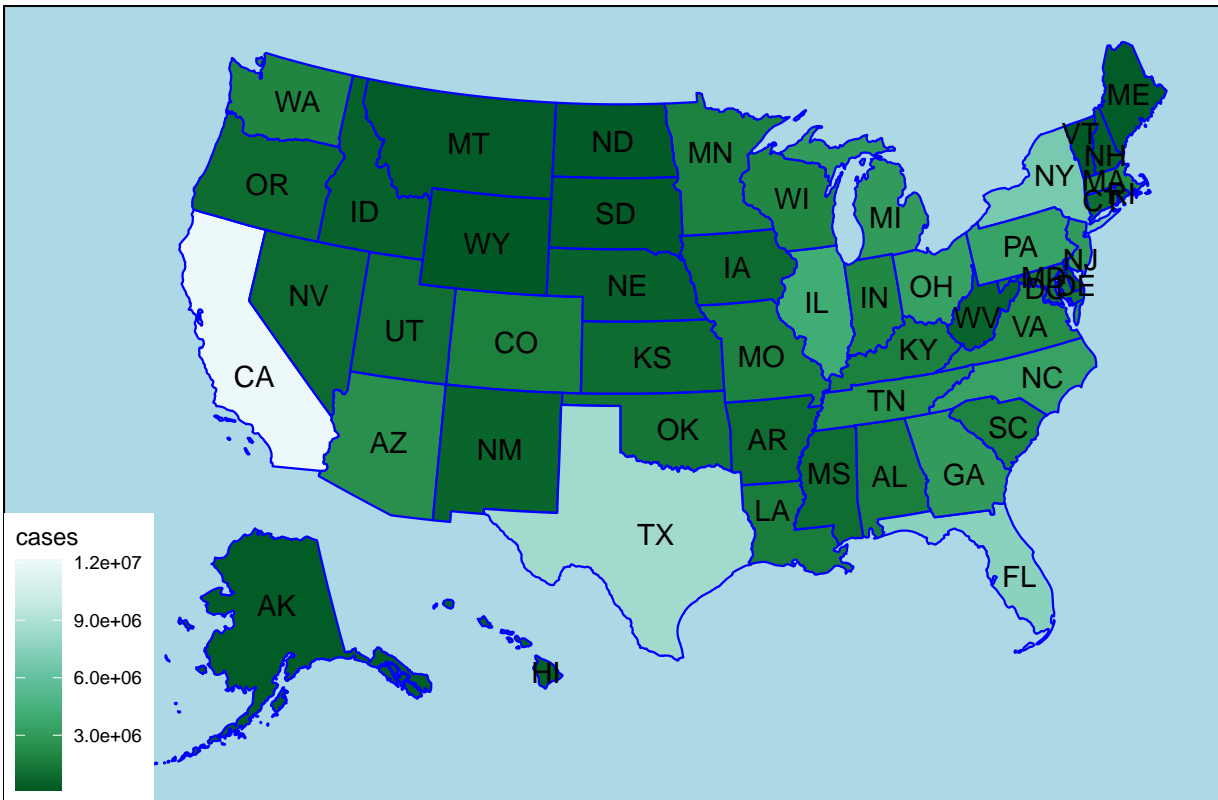 ME
WA
VT
MT
ND
MN
NH
NY
OR
MA
RI
CT
WI
ID
SD
MI
WY
PA
NJ
IA
MD
NE
OH
DE
DC
NV
IN
IL
WV
VA
UT
CO
KY
KS
MO
CA
NC
TN
SC
OK
AZ
AR
NM
MS
AL
GA
LA
TX
cases
1.2e+07
FL
AK
9.0e+06
6.0e+06
HI
3.0e+06